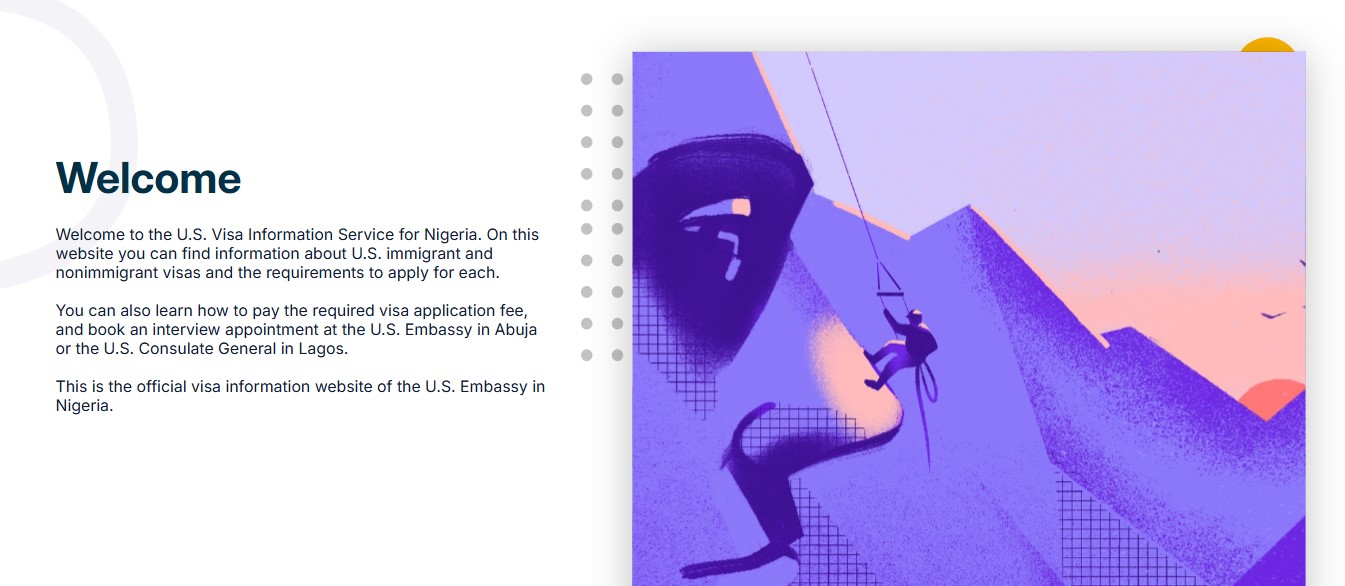 Welcome
Welcome to the U.S. Visa Information Service for Nigeria. On this
website you can find information about U.S. immigrant and
nonimmigrant visas and the requirements to apply for each.
You can also learn how to pay the required visa application fee,
and book an interview appointment at the U.S. Embassy in Abuja
or the U.S. Consulate General in Lagos.
This is the official visa information website of the U.S. Embassy in
Nigeria.